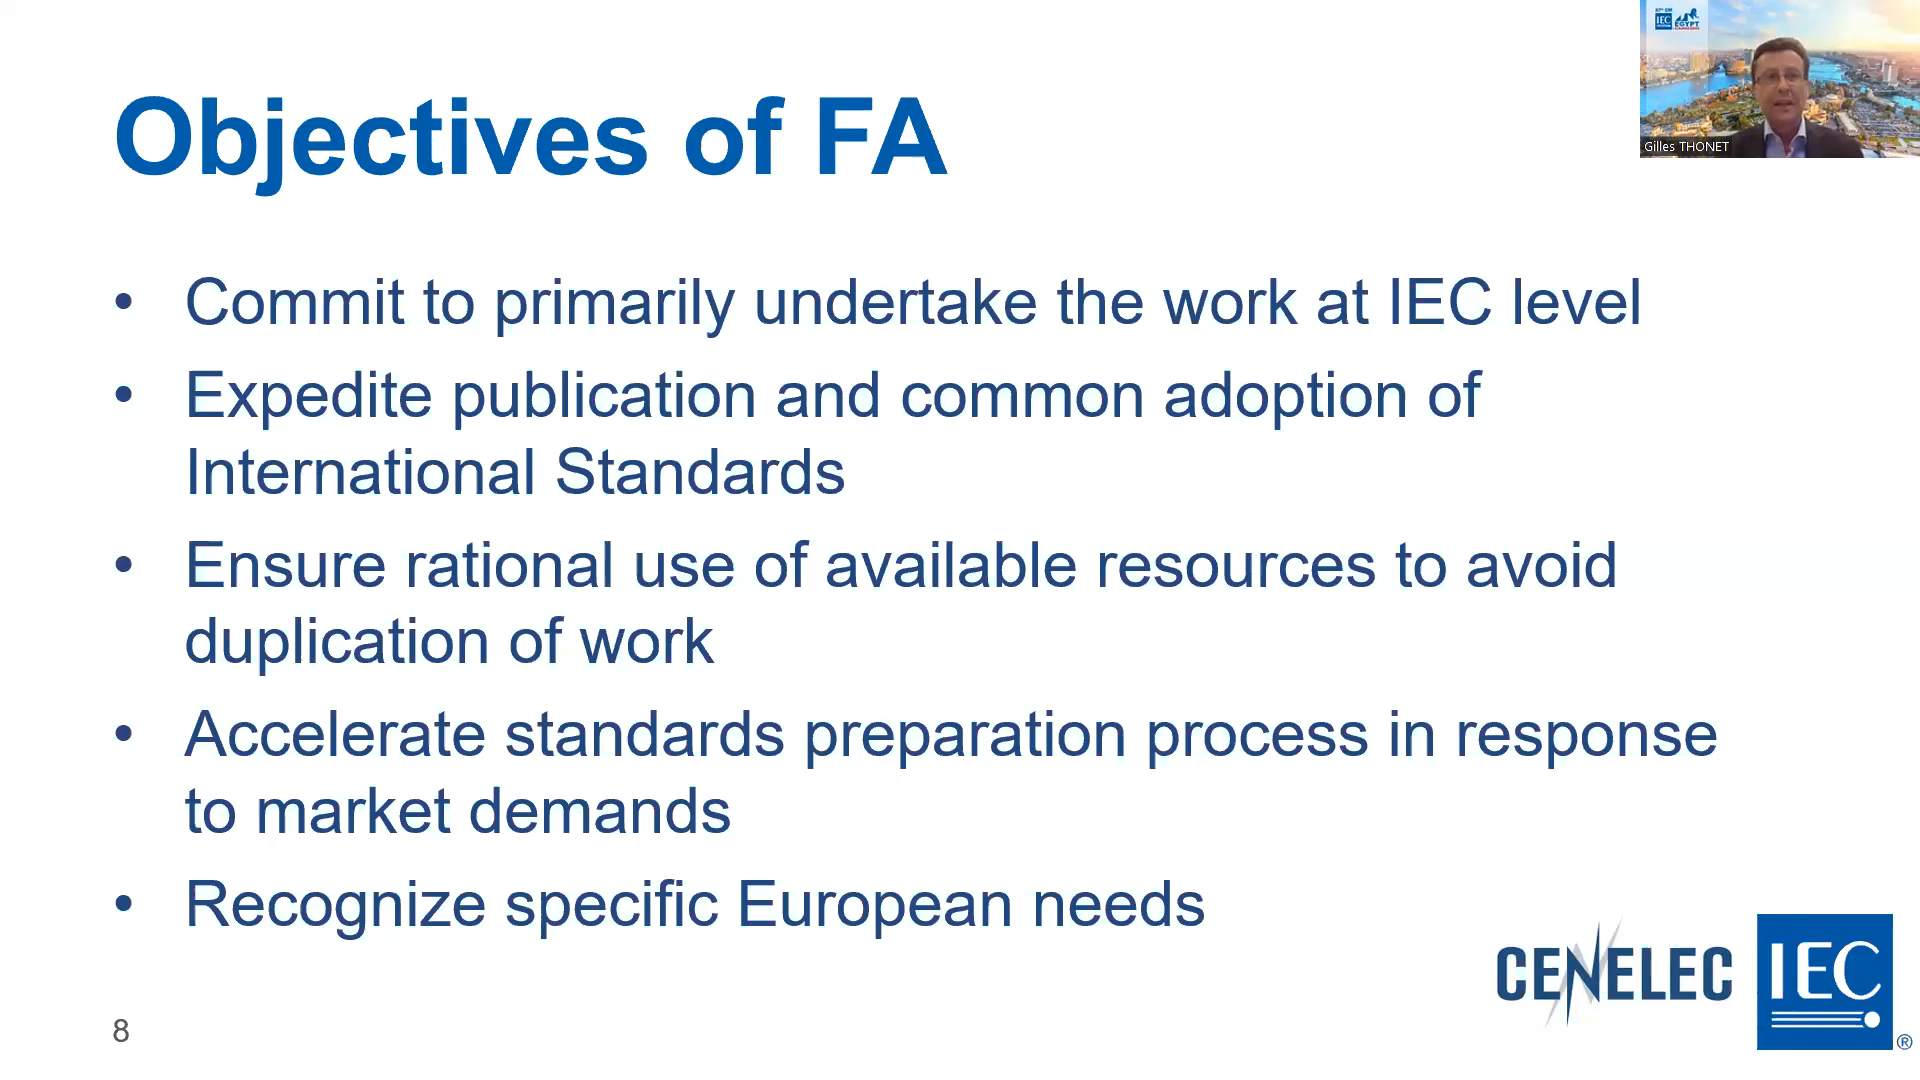 Objectives of FA
• Commit to primarily undertake the work at IEC level
• Expedite publication and common adoption of
International Standards
• Ensure rational use of available resources to avoid
duplication of work
• Accelerate standards preparation process in response
to market demands
• Recognize specific European needs
8
CENELEC
IEC
®
IEC
EGYPT
Gilles THONET